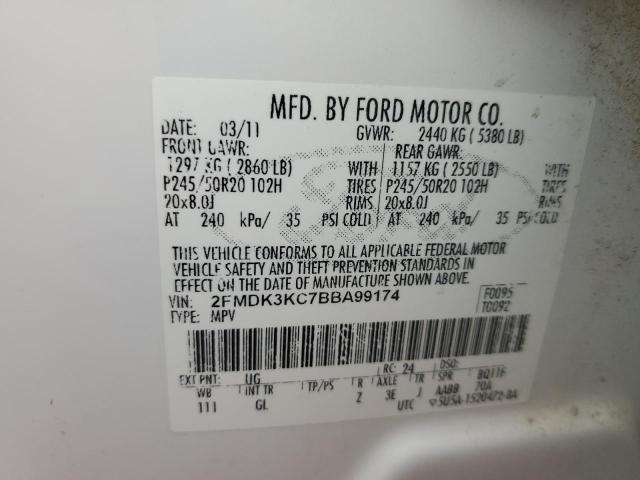 MFD. BY FORD MOTOR CO.
DATE: 03/11 GVWR: 2440 KG ( 5380 LB)
FRONT GAWR: REAR GAWR:
1297 KG ( 2860 LB) WITH 1157 KG ( 2550 LB) WITH
P245/50R20 102H TIRES P245/50R20 102H TIRES
20x8.0J RIMS 20x8.0J RIMS
AT 240 kPa/ 35 PSI COLD AT 240 kPa/ 35 PSI COLD
THIS VEHICLE CONFORMS TO ALL APPLICABLE FEDERAL MOTOR
VEHICLE SAFETY AND THEFT PREVENTION STANDARDS IN
EFFECT ON THE DATE OF MANUFACTURE SHOWN ABOVE.
VIN: 2FMDK3KC7BBA99174 F0095
TYPE: MPV T0092
RC: 24 DSO:
EXT PNT: UG BQ116
WB INT TR TP/PS R AXLE TR SPR
111 GL Z 3E J AABB 70A
UTC 5U5A-1520472-BA